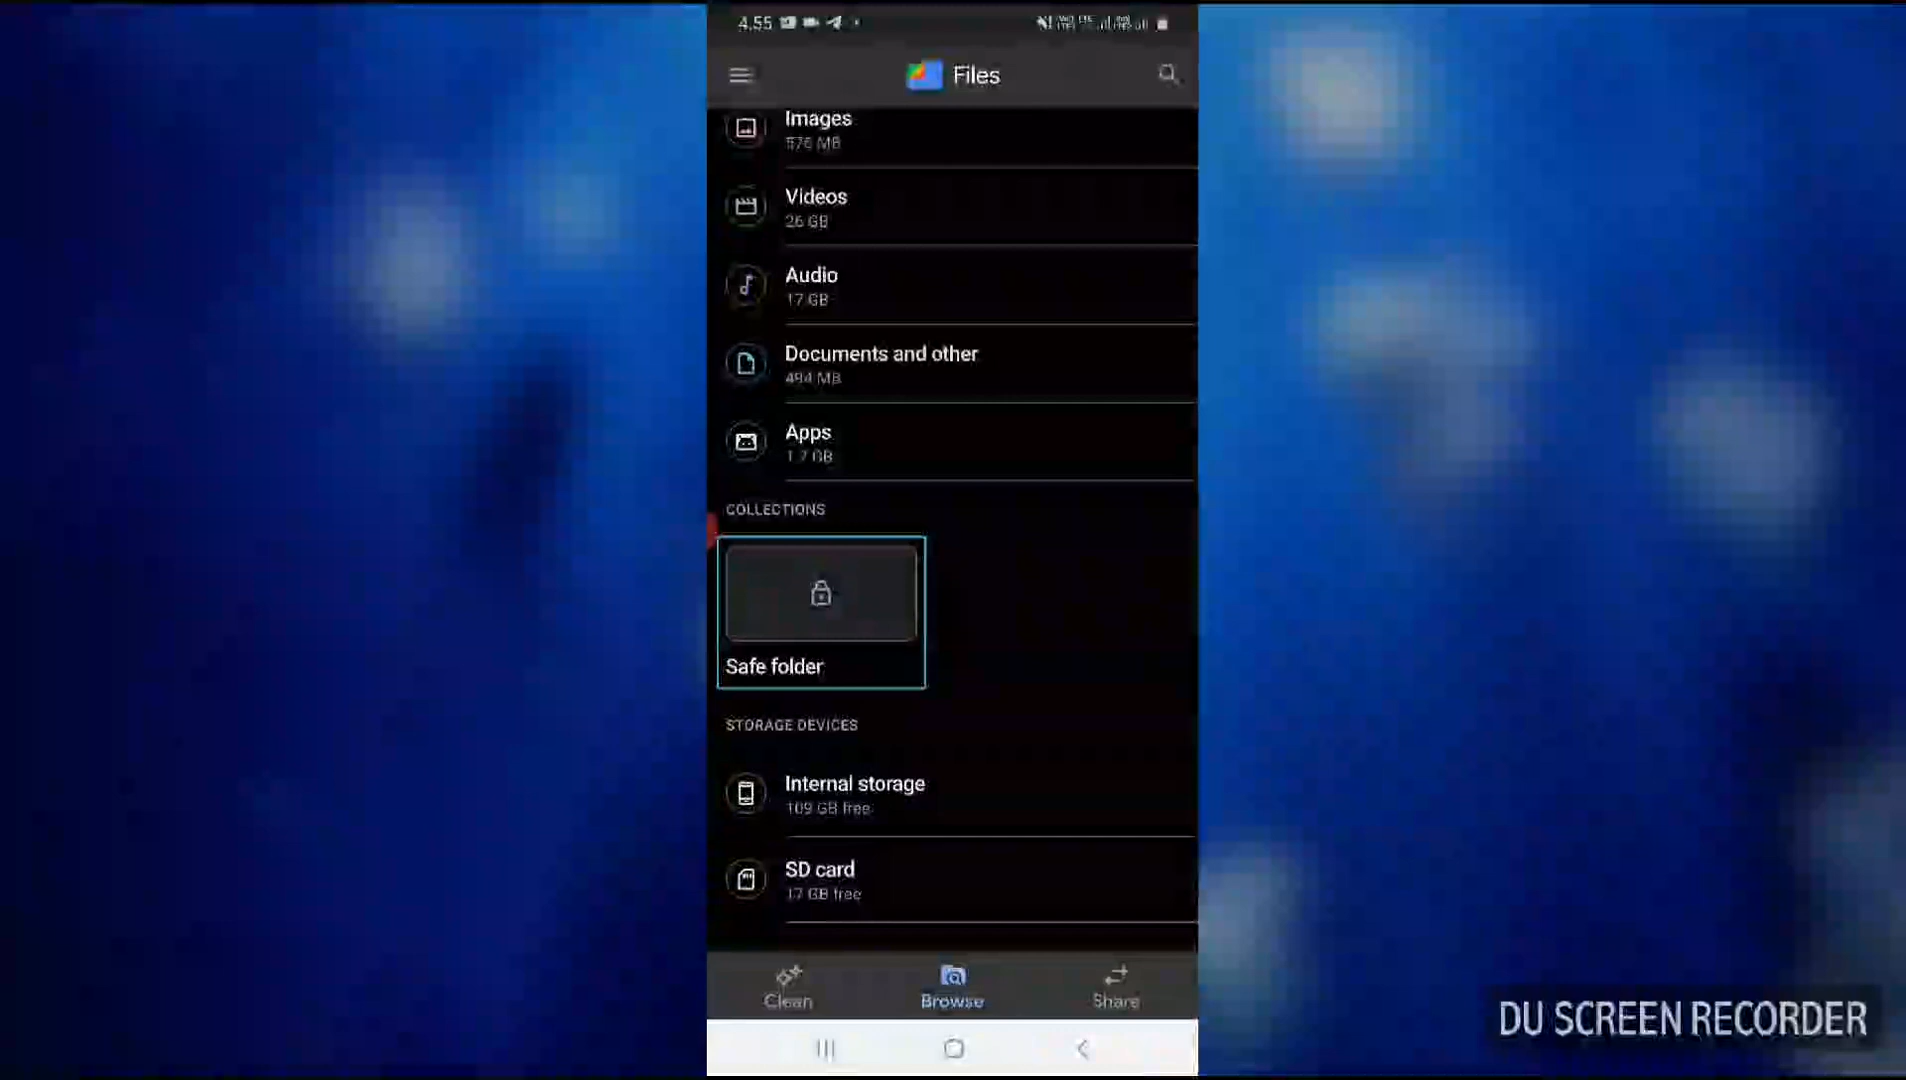 4.55
Files
Images
576 MB
Videos
26 GB
Audio
17 GB
Documents and other
494 MB
Apps
1.7 GB
COLLECTIONS
Safe folder
STORAGE DEVICES
Internal storage
109 GB free
SD card
17 GB free
Clean
Browse
Share
DU SCREEN RECORDER